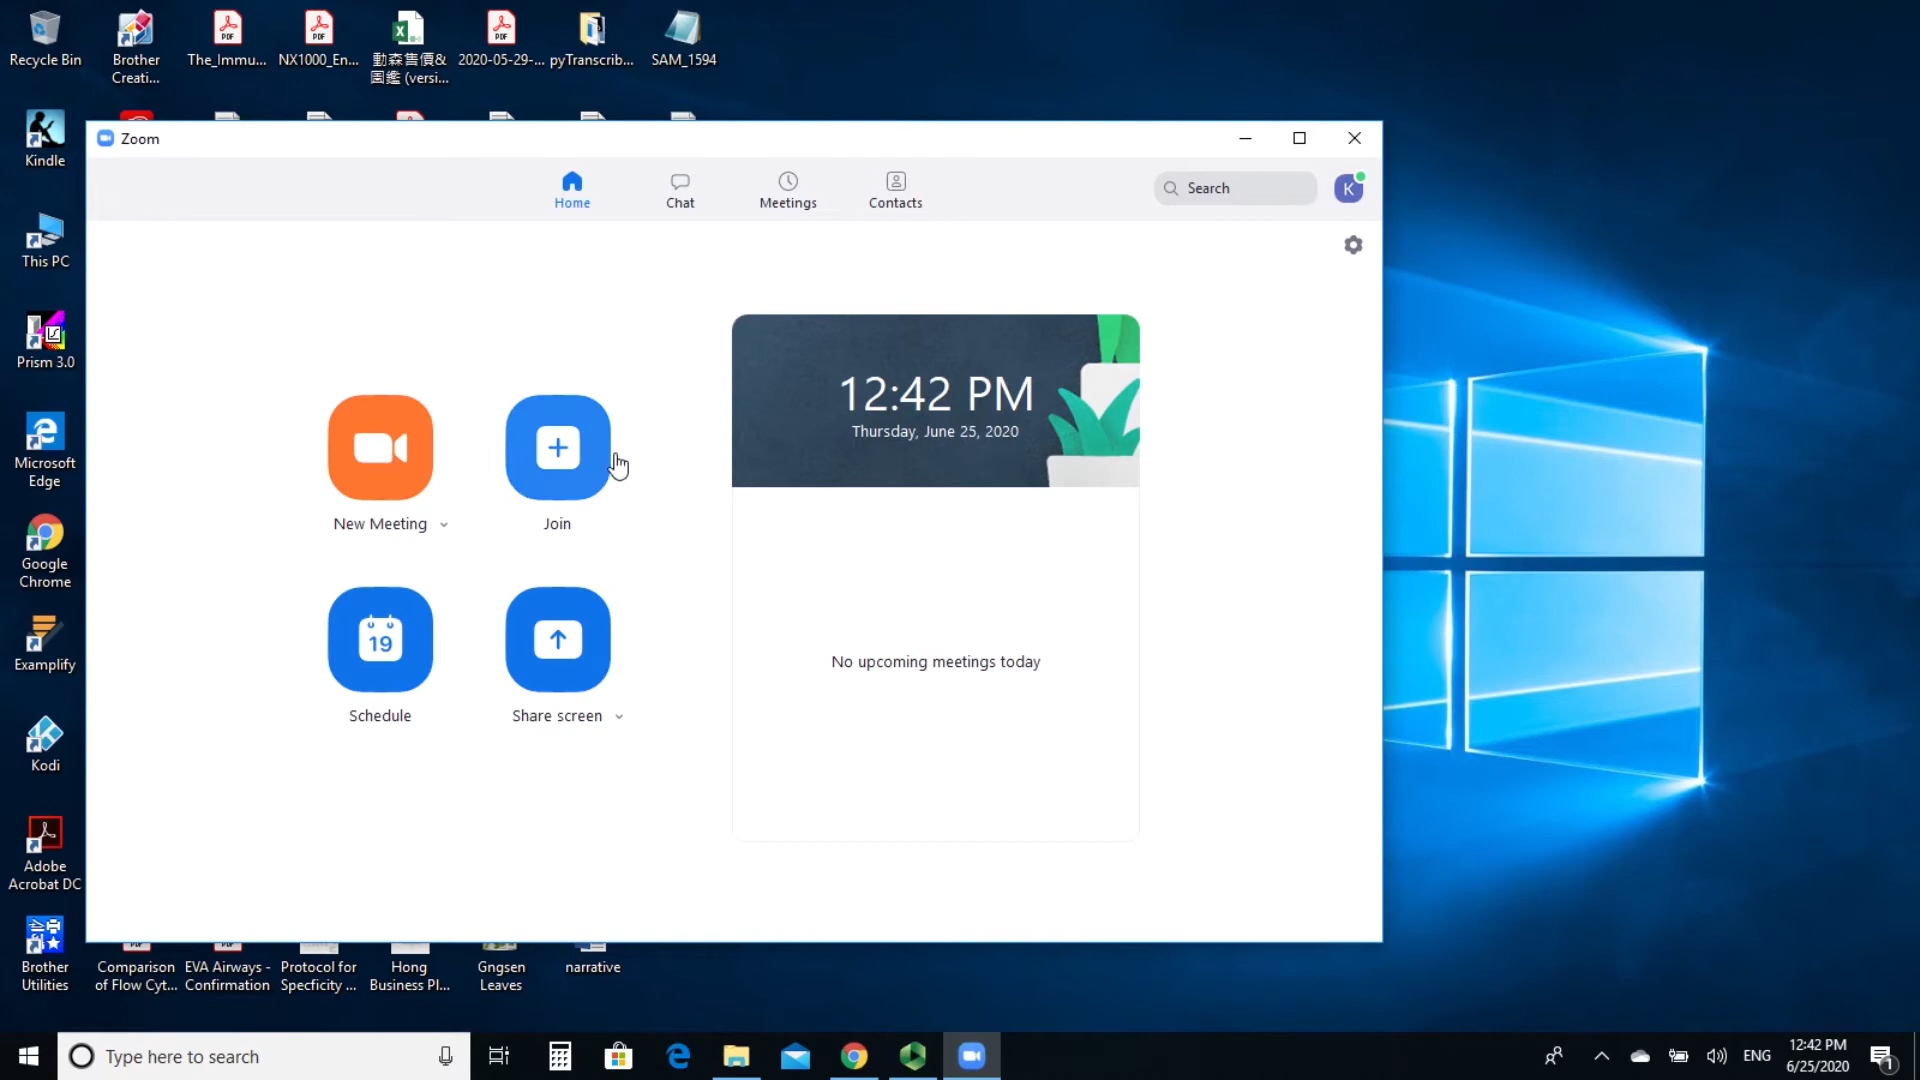 Recycle Bin
Brother
Creati...
The_Immu...
NX1000_En...
動森售價&
圖鑑 (versi...
2020-05-29-...
pyTranscrib...
SAM_1594
Kindle
This PC
Prism 3.0
Microsoft
Edge
Google
Chrome
Examplify
Kodi
Adobe
Acrobat DC
Brother
Utilities
Zoom
Home
Chat
Meetings
Contacts
Search
K
12:42 PM
Thursday, June 25, 2020
New Meeting
Join
19
Schedule
Share screen
No upcoming meetings today
Comparison
of Flow Cyt...
EVA Airways -
Confirmation
Protocol for
Specficity ...
Hong
Business Pl...
Gngsen
Leaves
narrative
Type here to search
ENG
12:42 PM
6/25/2020
1